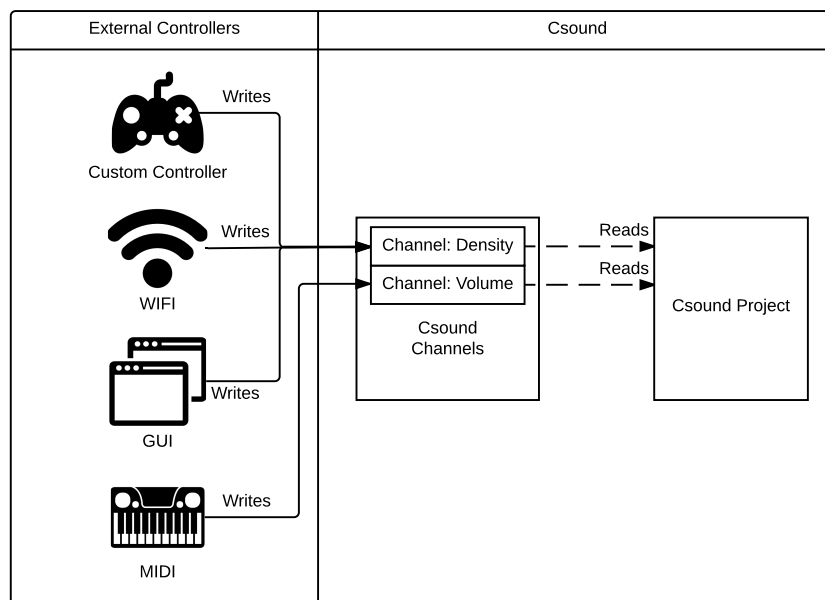 External Controllers
Csound
Writes
Custom Controller
Writes
WIFI
Writes
GUI
Writes
MIDI
Channel: Density
Channel: Volume
Csound
Channels
Reads
Reads
Csound Project